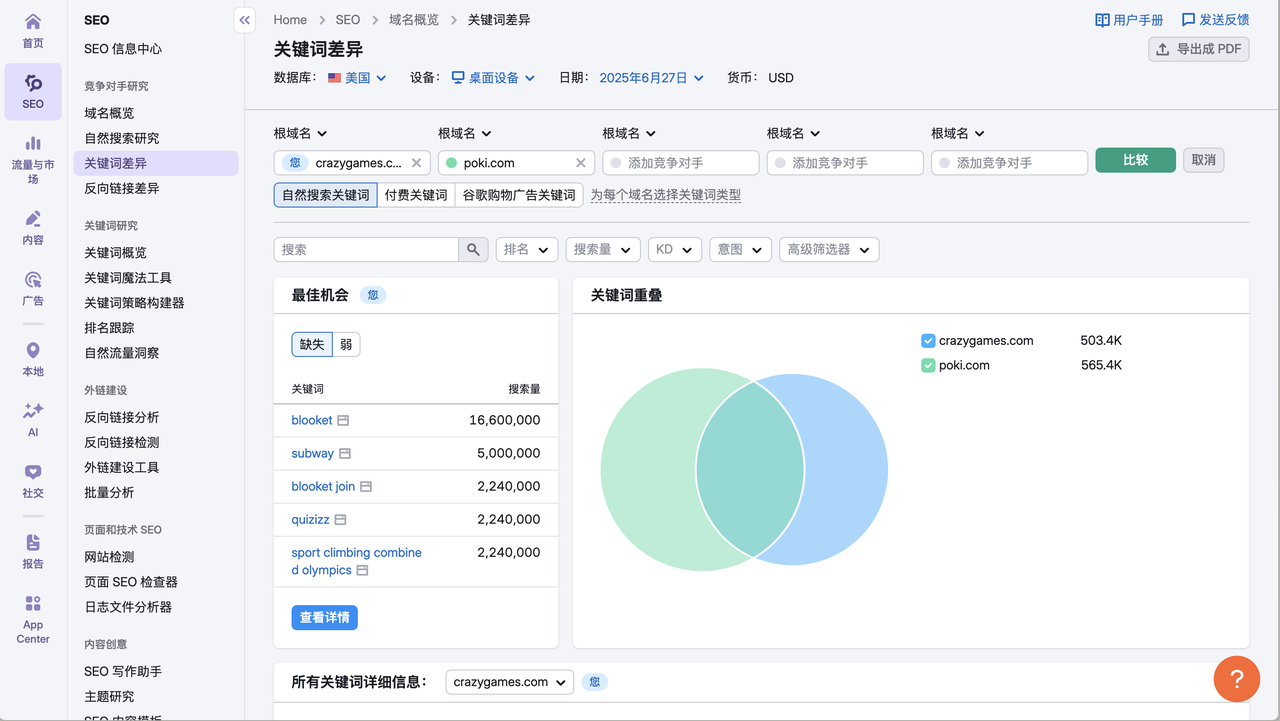 首页
SEO
流量与市
场
内容
广告
本地
AI
社交
报告
App
Center
SEO
SEO 信息中心
竞争对手研究
域名概览
自然搜索研究
关键词差异
反向链接差异
关键词研究
关键词概览
关键词魔法工具
关键词策略构建器
排名跟踪
自然流量洞察
外链建设
反向链接分析
反向链接检测
外链建设工具
批量分析
页面和技术 SEO
网站检测
页面 SEO 检查器
日志文件分析器
内容创意
SEO 写作助手
主题研究
SEO 内容模板
Home > SEO > 域名概览 > 关键词差异
用户手册 发送反馈
关键词差异
导出成 PDF
数据库： 美国 设备： 桌面设备 日期： 2025年6月27日 货币： USD
根域名 根域名 根域名 根域名 根域名
您 crazygames.c... poki.com 添加竞争对手 添加竞争对手 添加竞争对手 比较 取消
自然搜索关键词 付费关键词 谷歌购物广告关键词 为每个域名选择关键词类型
搜索 排名 搜索量 KD 意图 高级筛选器
最佳机会 您
缺失 弱
关键词 搜索量
blooket 16,600,000
subway 5,000,000
blooket join 2,240,000
quizizz 2,240,000
sport climbing combine 2,240,000
d olympics
查看详情
关键词重叠
crazygames.com 503.4K
poki.com 565.4K
所有关键词详细信息： crazygames.com 您
?